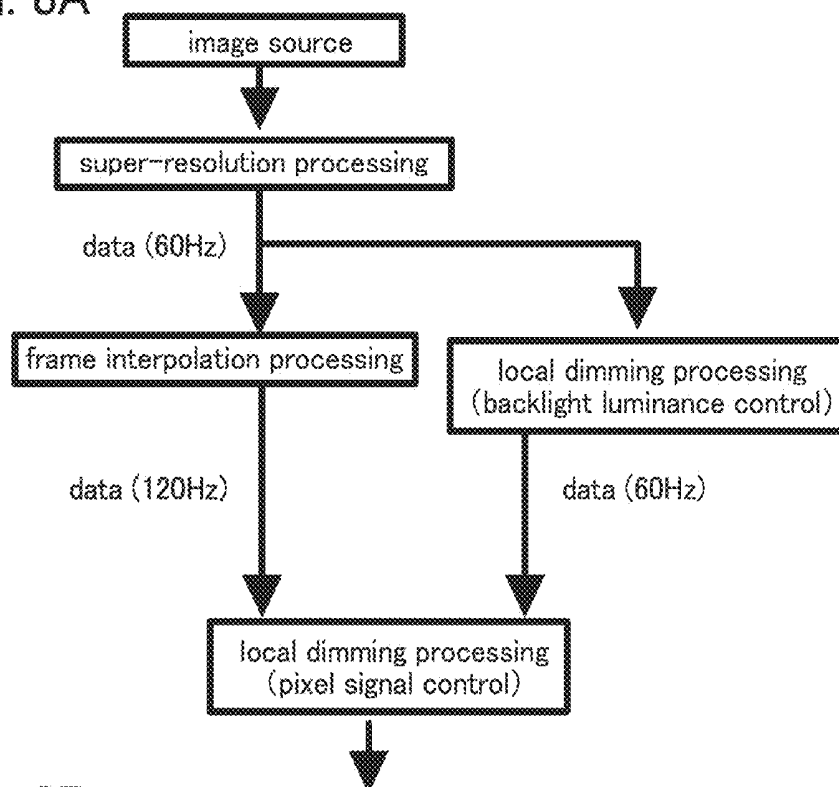 image source
super-resolution processing
data (60Hz)
frame interpolation processing
local dimming processing
(backlight luminance control)
data (120Hz)
data (60Hz)
local dimming processing
(pixel signal control)